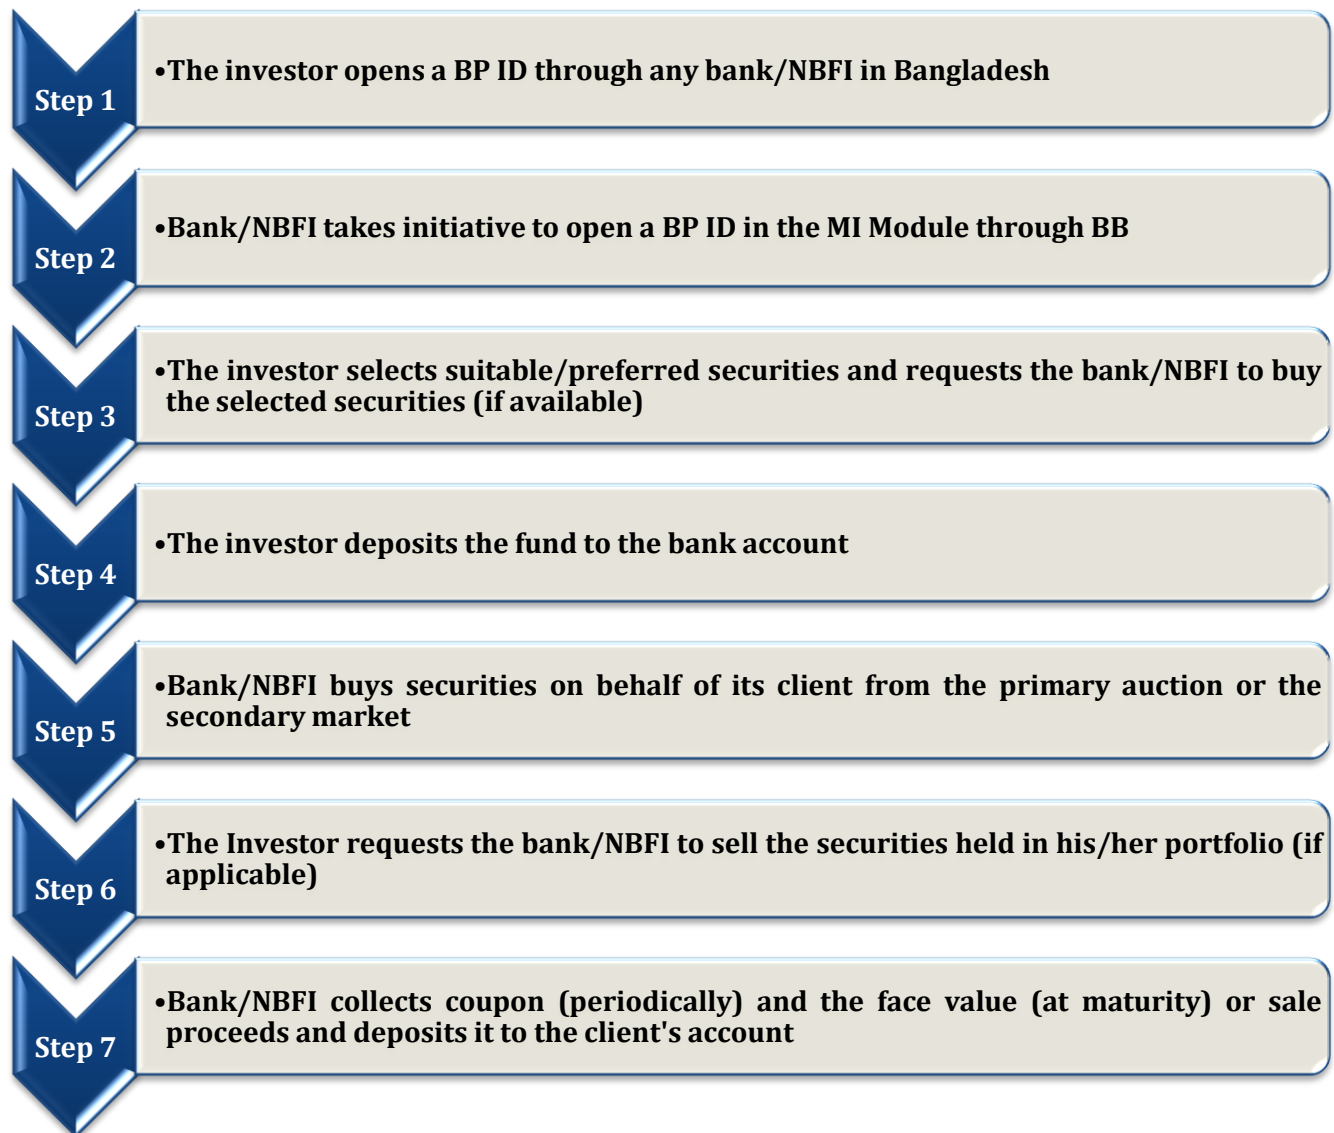 Step 1
•The investor opens a BP ID through any bank/NBFI in Bangladesh
Step 2
•Bank/NBFI takes initiative to open a BP ID in the MI Module through BB
Step 3
•The investor selects suitable/preferred securities and requests the bank/NBFI to buy
the selected securities (if available)
Step 4
•The investor deposits the fund to the bank account
Step 5
•Bank/NBFI buys securities on behalf of its client from the primary auction or the
secondary market
Step 6
•The Investor requests the bank/NBFI to sell the securities held in his/her portfolio (if
applicable)
Step 7
•Bank/NBFI collects coupon (periodically) and the face value (at maturity) or sale
proceeds and deposits it to the client's account